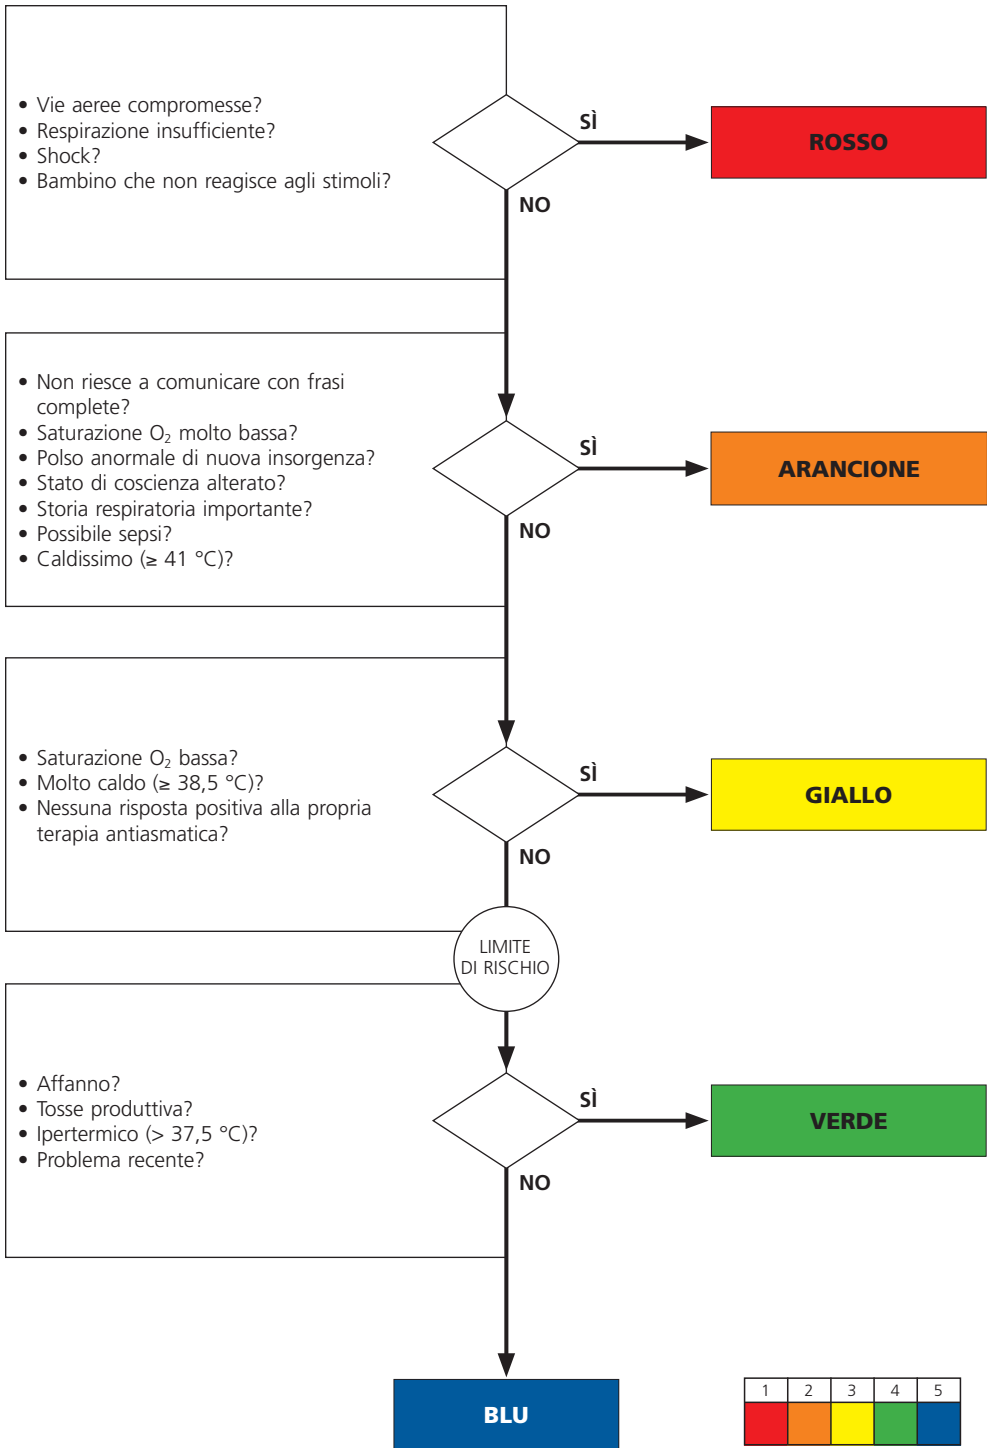 • Vie aeree compromesse?
• Respirazione insufficiente?
• Shock?
• Bambino che non reagisce agli stimoli?
SÌ
ROSSO
NO
• Non riesce a comunicare con frasi
complete?
• Saturazione O₂ molto bassa?
• Polso anormale di nuova insorgenza?
• Stato di coscienza alterato?
• Storia respiratoria importante?
• Possibile sepsi?
• Caldissimo (≥ 41 °C)?
SÌ
ARANCIONE
NO
• Saturazione O₂ bassa?
• Molto caldo (≥ 38,5 °C)?
• Nessuna risposta positiva alla propria
terapia antiasmatica?
SÌ
GIALLO
NO
LIMITE
DI RISCHIO
• Affanno?
• Tosse produttiva?
• Ipertermico (> 37,5 °C)?
• Problema recente?
SÌ
VERDE
NO
BLU
1 2 3 4 5